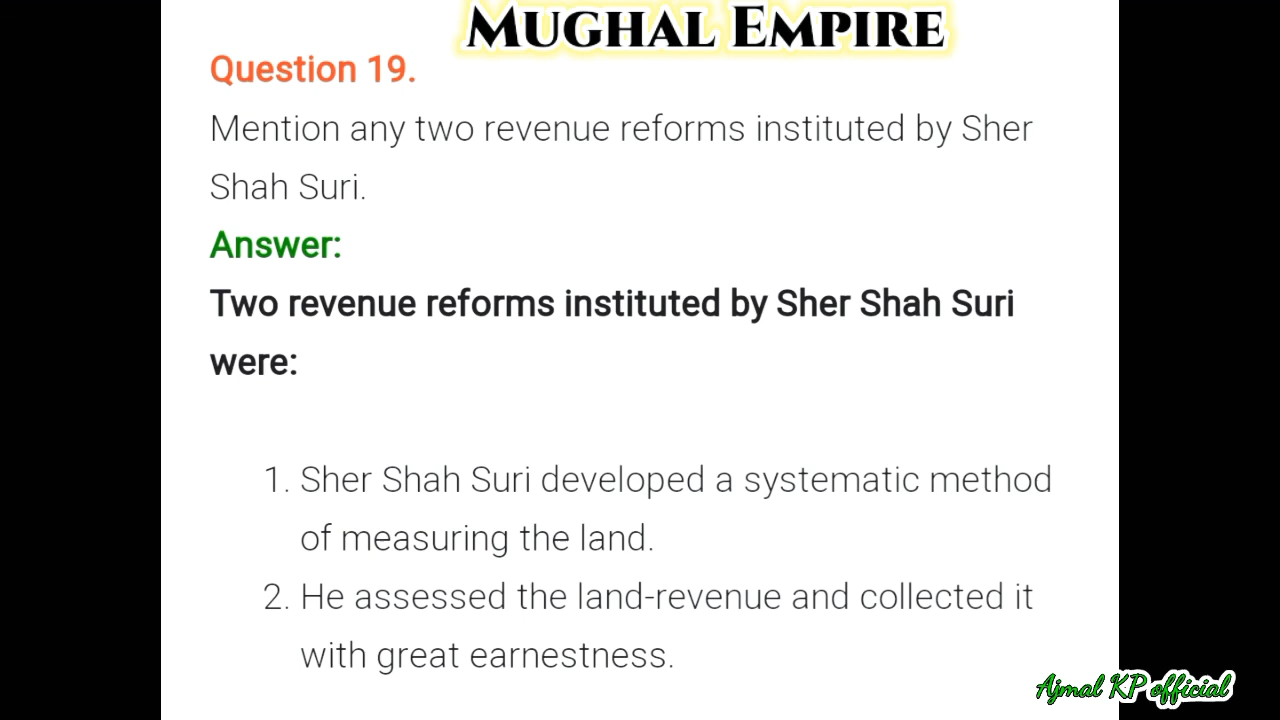 MUGHAL EMPIRE
Question 19.
Mention any two revenue reforms instituted by Sher
Shah Suri.
Answer:
Two revenue reforms instituted by Sher Shah Suri
were:
1. Sher Shah Suri developed a systematic method
of measuring the land.
2. He assessed the land-revenue and collected it
with great earnestness.
Ajmal KP official